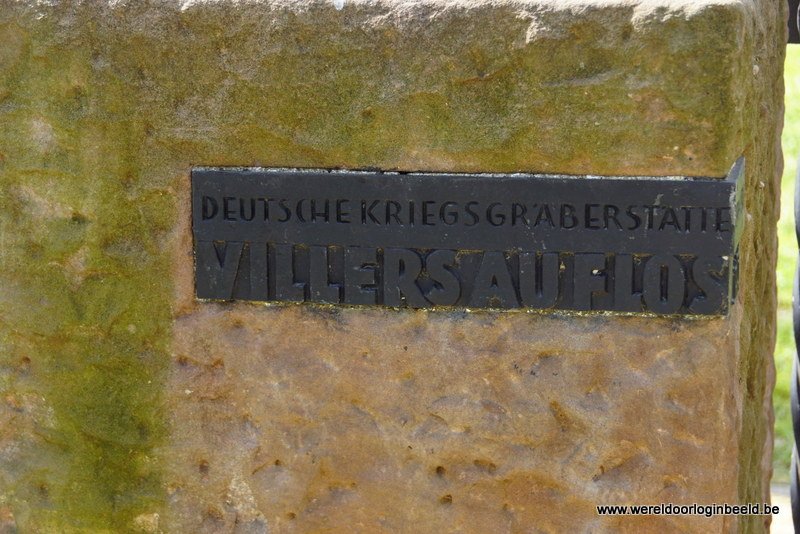 DEUTSCHE KRIEGSGRÄBERSTÄTTE
VILLERS AU FLOS
www.wereldoorloginbeeld.be